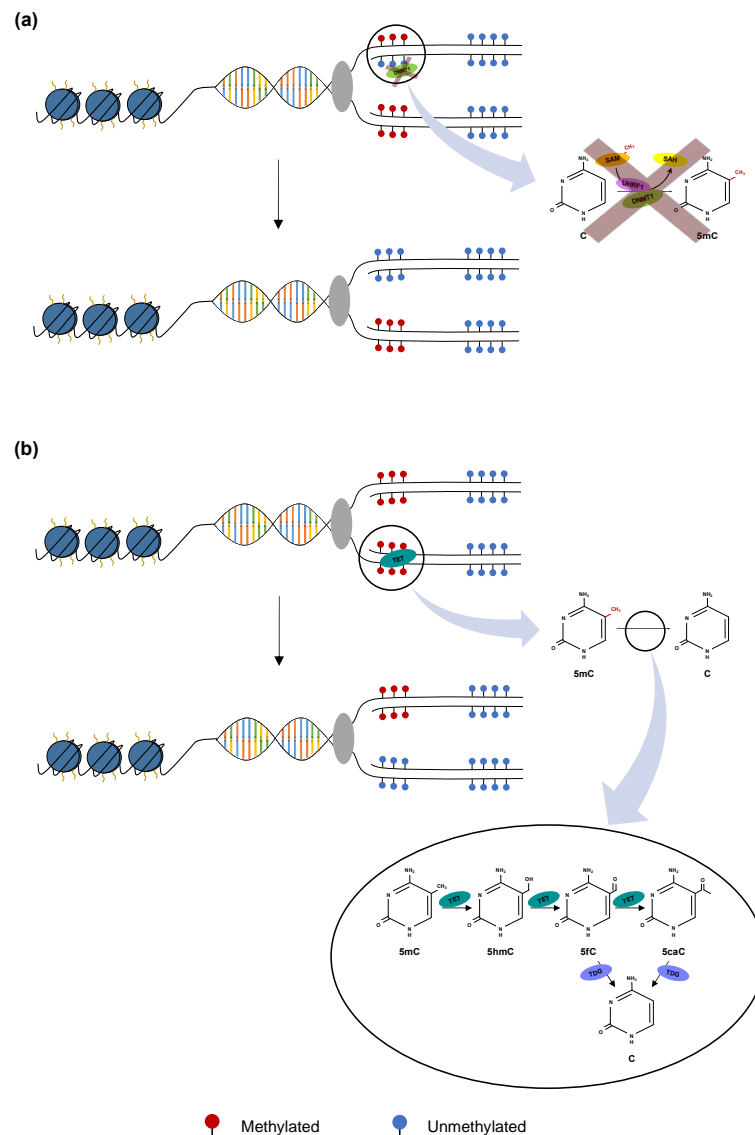 (a)
DNMT1
CH3
SAM
SAH
NH2
NH2
CH3
N
N
UHRF1
DNMT1
O
N
H
O
N
H
C
5mC
(b)
TET
NH2
NH2
CH3
N
N
O
N
H
O
N
H
5mC
C
NH2
NH2
OH
NH2
O
NH2
O
CH3
TET
TET
TET
N
N
N
N
O
N
H
O
N
H
O
N
H
O
N
H
5mC
5hmC
5fC
5caC
TDG
TDG
NH2
N
O
N
H
C
Methylated
Unmethylated